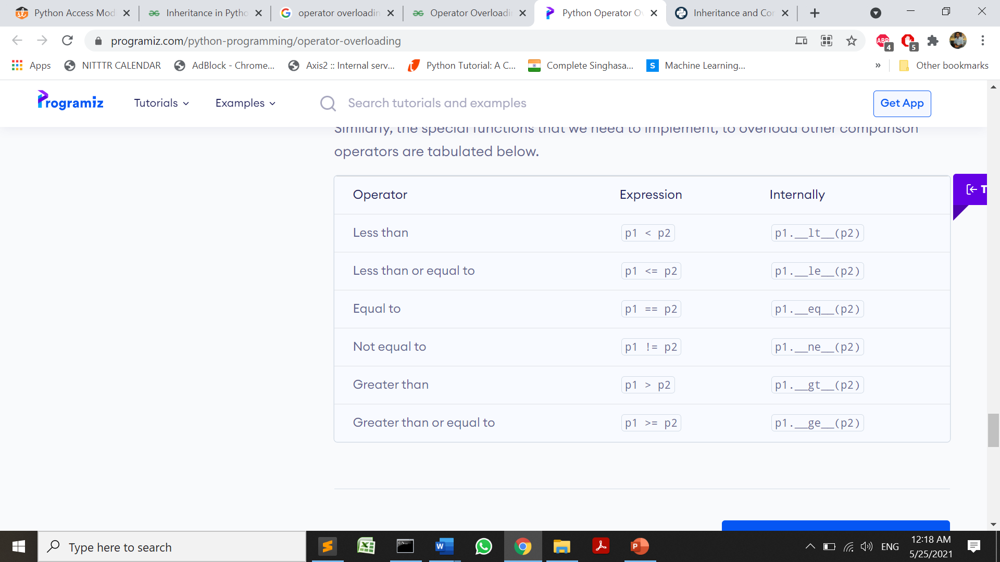 Python Access Mod
Inheritance in Pytho
operator overloadin
Operator Overloadi
Python Operator O
Inheritance and Co
programiz.com/python-programming/operator-overloading
ABP
4
5
Apps
NITTTR CALENDAR
AdBlock - Chrome...
Axis2 :: Internal serv...
Python Tutorial: A C...
Complete Singhasa...
S
Machine Learning...
»
Other bookmarks
Programiz
Tutorials
Examples
Search tutorials and examples
Get App
Similarly, the special functions that we need to implement, to overload other comparison
operators are tabulated below.
Operator Expression Internally
Less than p1 < p2 p1.__lt__(p2)
Less than or equal to p1 <= p2 p1.__le__(p2)
Equal to p1 == p2 p1.__eq__(p2)
Not equal to p1 != p2 p1.__ne__(p2)
Greater than p1 > p2 p1.__gt__(p2)
Greater than or equal to p1 >= p2 p1.__ge__(p2)
T
Type here to search
ENG
12:18 AM
5/25/2021